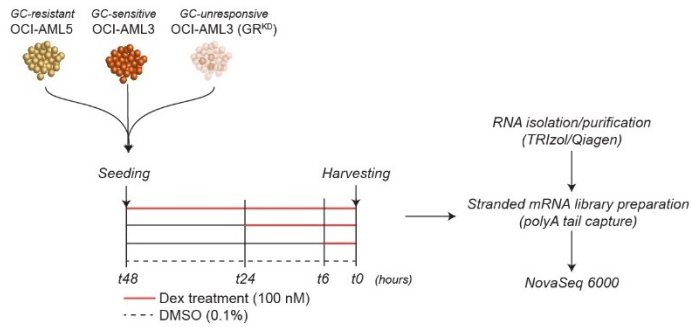 GC-resistant
OCI-AML5
GC-sensitive
OCI-AML3
GC-unresponsive
OCI-AML3 (GRᴷᴰ)
Seeding
Harvesting
t48
t24
t6
t0
(hours)
Dex treatment (100 nM)
DMSO (0.1%)
RNA isolation/purification
(TRIzol/Qiagen)
Stranded mRNA library preparation
(polyA tail capture)
NovaSeq 6000